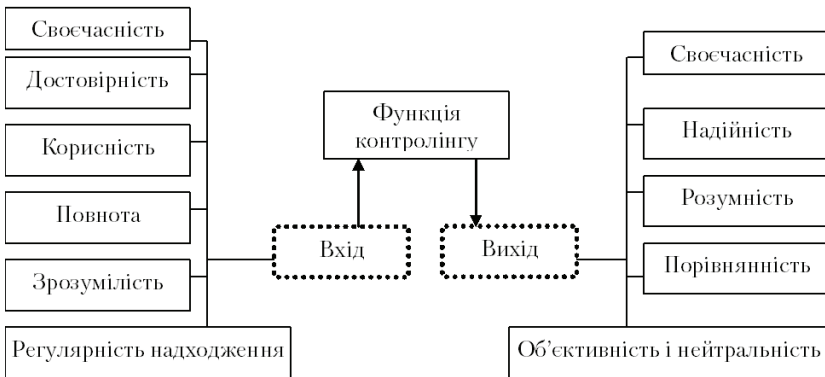 Своєчасність
Достовірність
Корисність
Повнота
Зрозумілість
Регулярність надходження
Функція
контролінгу
Вхід
Вихід
Своєчасність
Надійність
Розумність
Порівнянність
Об’єктивність і нейтральність